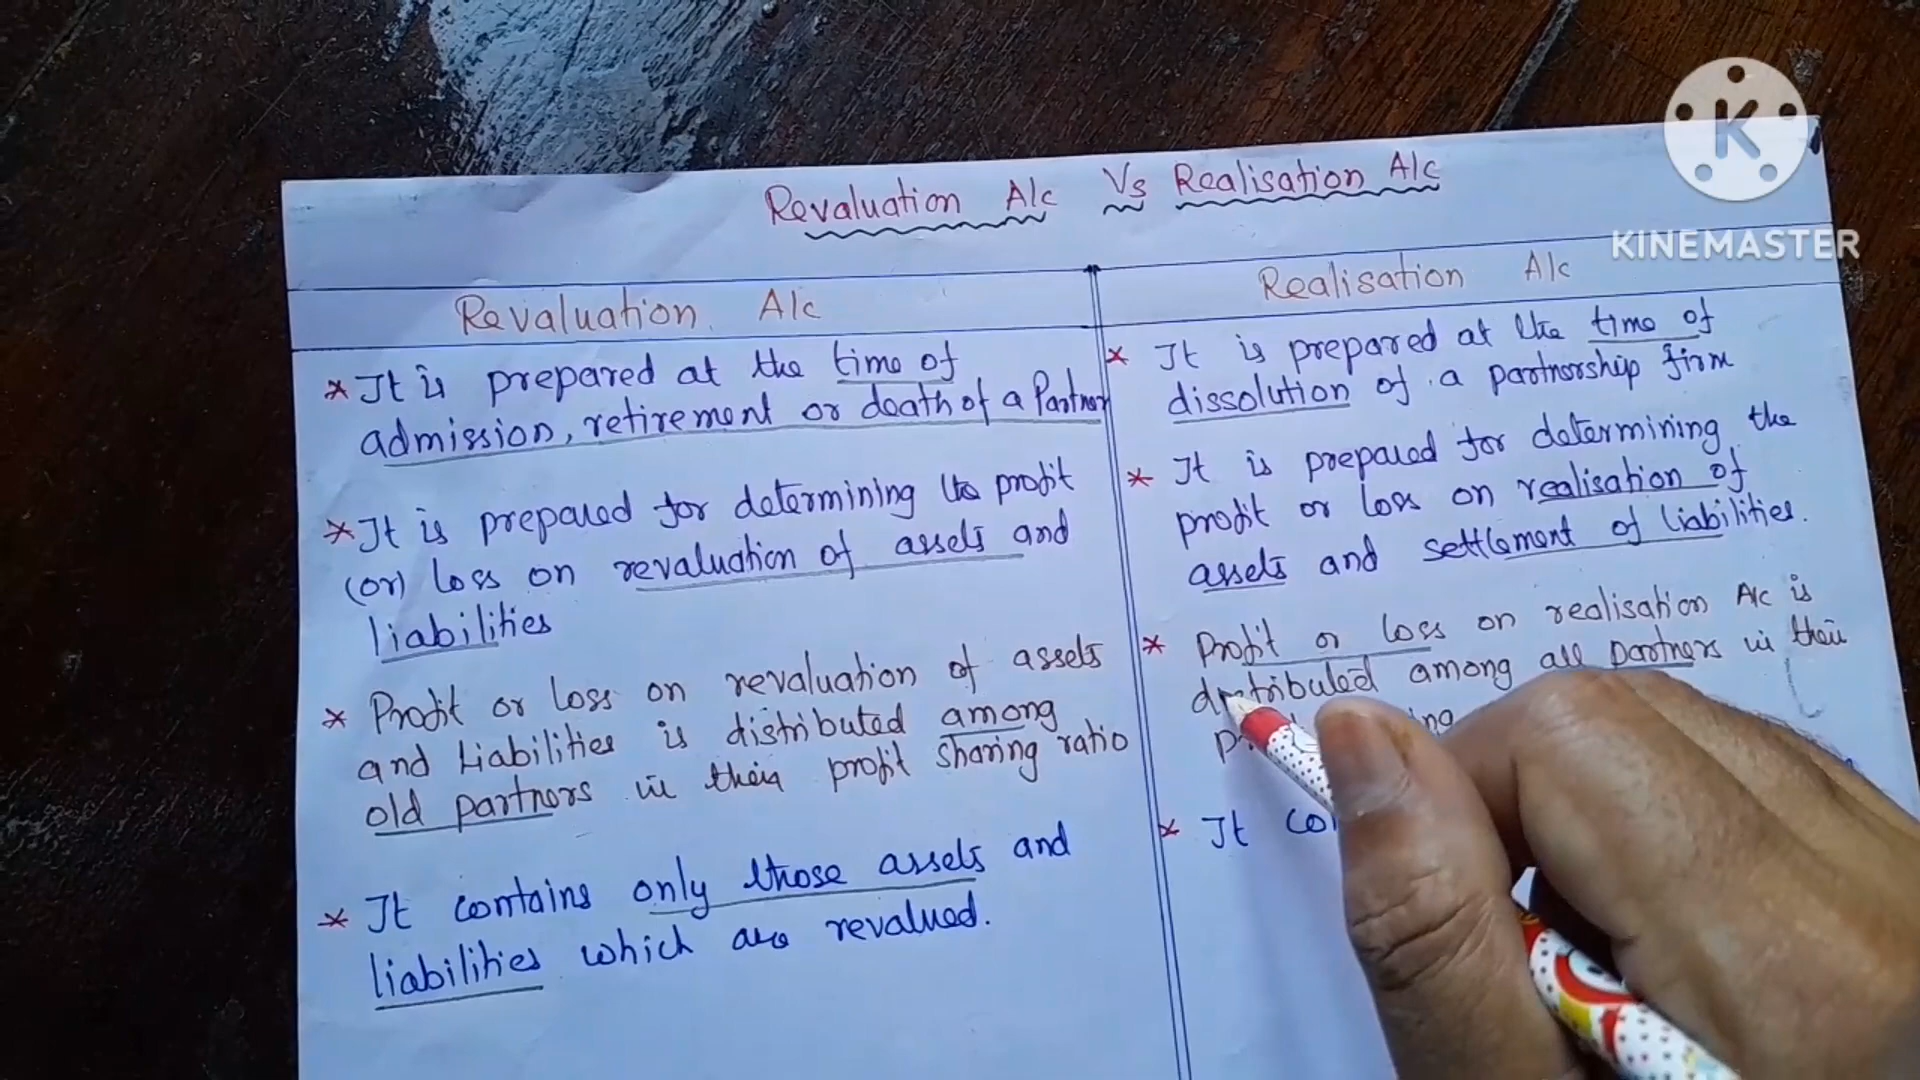 Revaluation A/c Vs Realisation A/c
Revaluation A/c
* It is prepared at the time of
admission, retirement or death of a Partner
* It is prepared for determining the profit
(or) loss on revaluation of assets and
liabilities
* Profit or loss on revaluation of assets
and Liabilities is distributed among
old partners in their profit sharing ratio
* It contains only those assets and
liabilities which are revalued.
Realisation A/c
* It is prepared at the time of
dissolution of a partnership firm
* It is prepared for determining the
profit or loss on realisation of
assets and settlement of liabilities.
* Profit or loss on realisation A/c is
distributed among all partners in their
* It
K
KINEMASTER